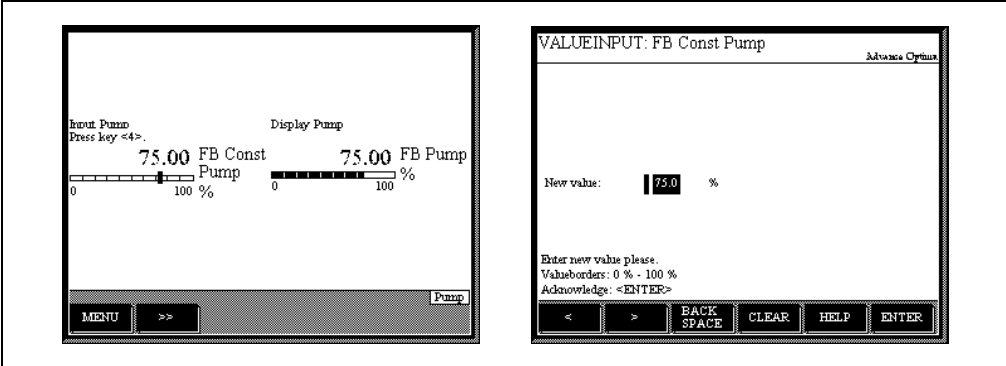 Input Pump
Press key <4>.
75.00 FB Const
Pump
0 100 %
Display Pump
75.00 FB Pump
%
0 100
Pump
MENU >>
VALUEINPUT: FB Const Pump
Advance Optima
New value: 75.0 %
Enter new value please.
Valueborders: 0 % - 100 %
Acknowledge: <ENTER>
< > BACK SPACE CLEAR HELP ENTER